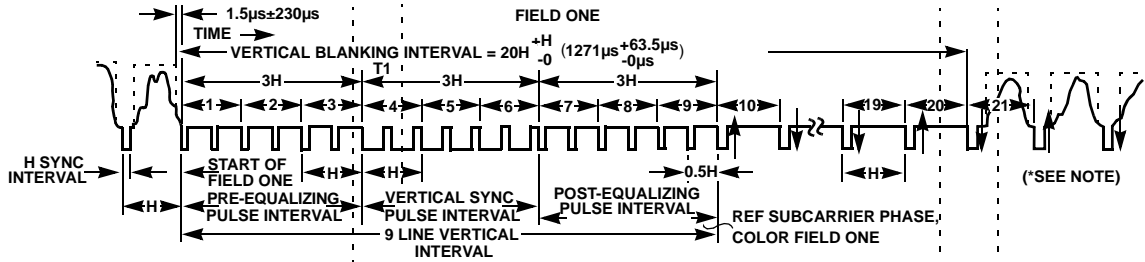 1.5µs±230µs
FIELD ONE
TIME
VERTICAL BLANKING INTERVAL = 20H +H -0 (1271µs +63.5µs -0µs)
3H T1 3H 3H
1 2 3 4 5 6 7 8 9 10 19 20 21
H SYNC INTERVAL
START OF FIELD ONE
H H 0.5H H
(*SEE NOTE)
H
PRE-EQUALIZING PULSE INTERVAL
VERTICAL SYNC PULSE INTERVAL
POST-EQUALIZING PULSE INTERVAL
REF SUBCARRIER PHASE,
COLOR FIELD ONE
9 LINE VERTICAL
INTERVAL